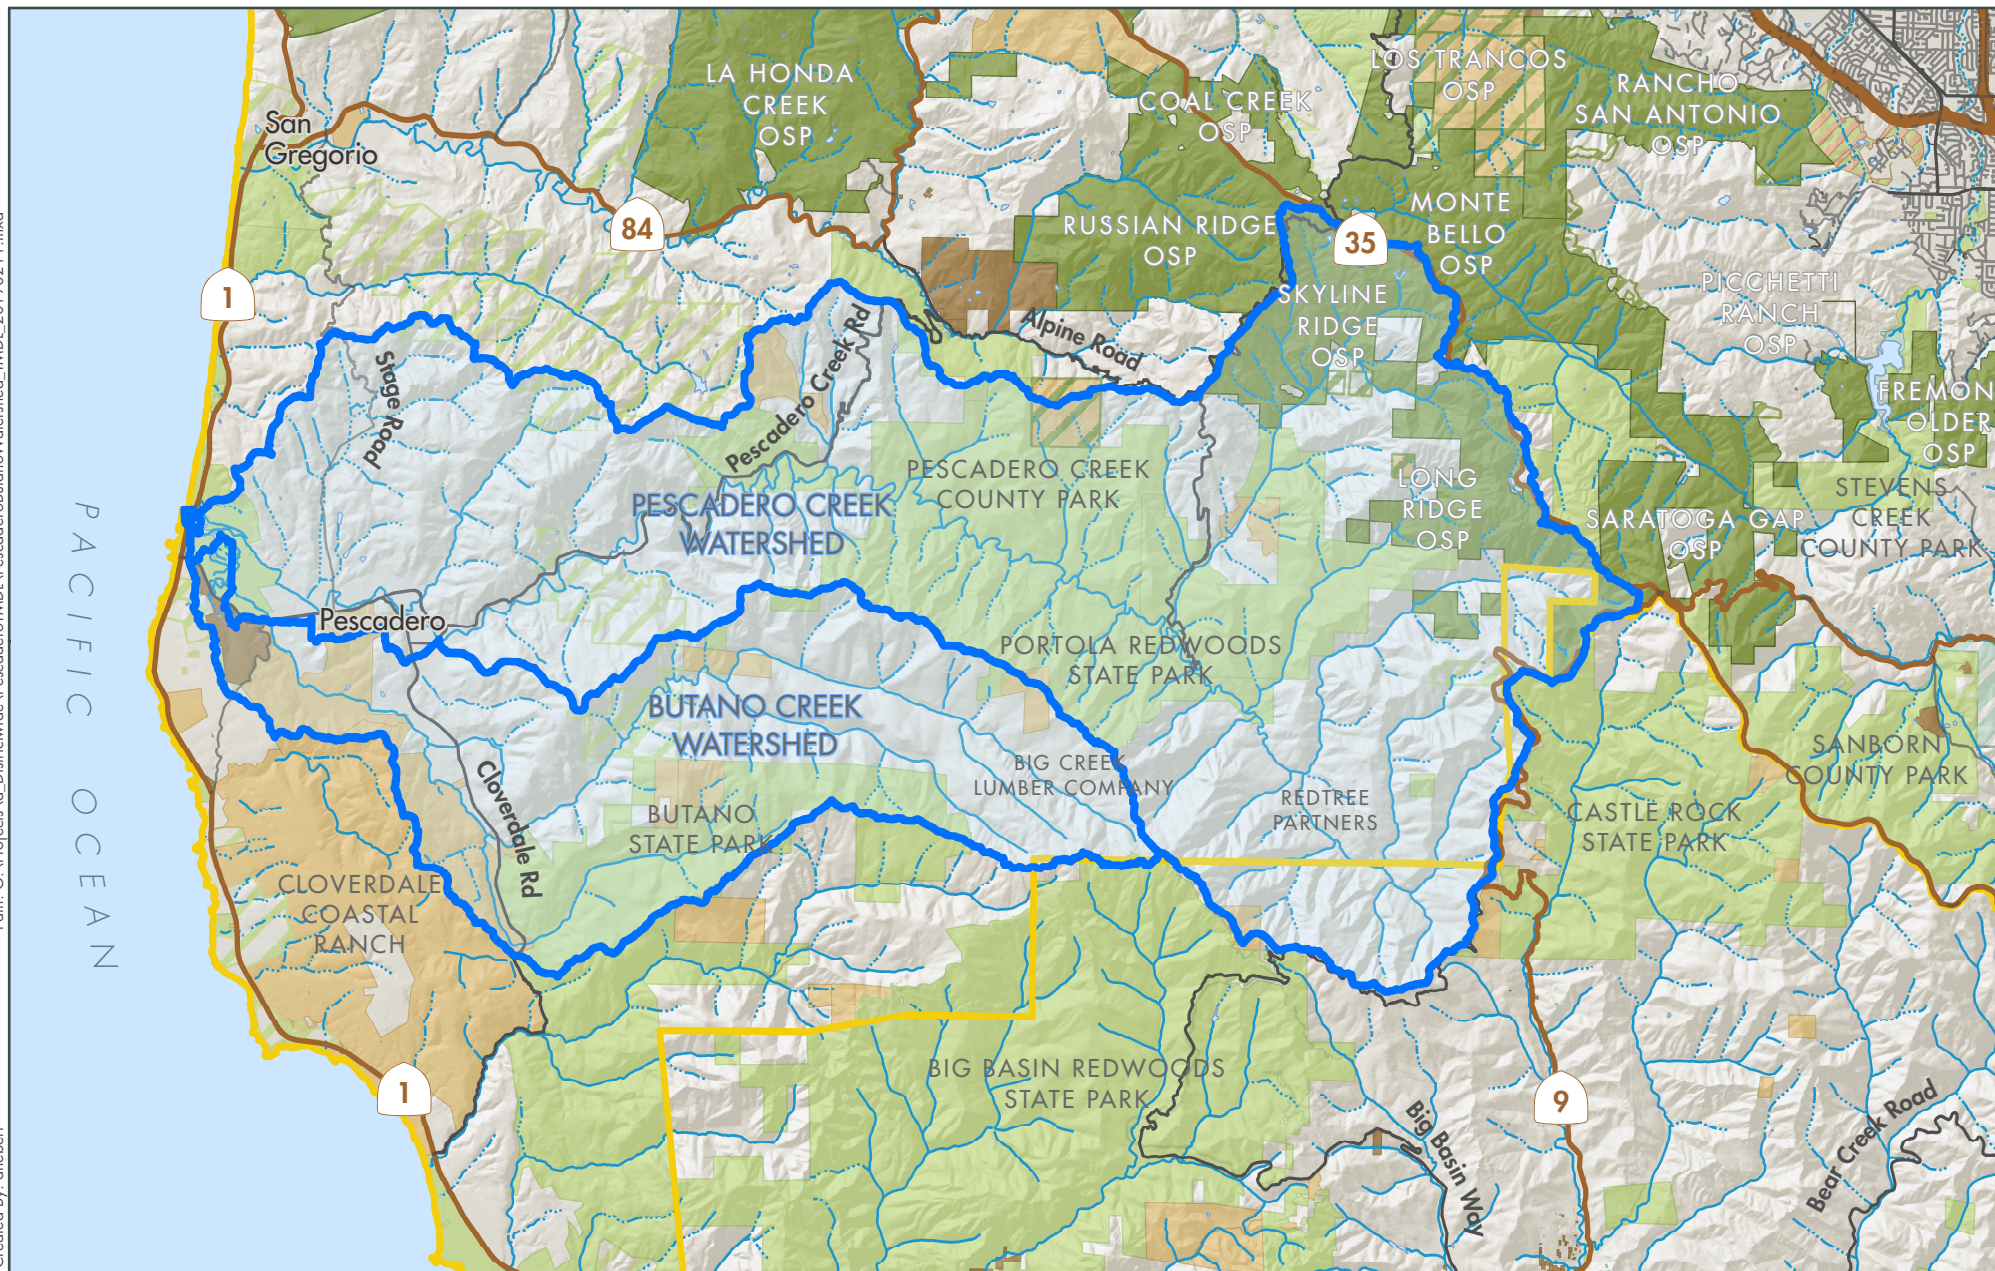 LA HONDA
CREEK
OSP
COAL CREEK
OSP
LOS TRANCOS
OSP
RANCHO
SAN ANTONIO
OSP
San
Gregorio
84
RUSSIAN RIDGE
OSP
35
MONTE
BELLO
OSP
1
SKYLINE
RIDGE
OSP
PICCHETTI
RANCH
OSP
Alpine Road
Stage Road
Pescadero Creek Rd
FREMON
OLDER
OSP
PESCADERO CREEK
COUNTY PARK
LONG
RIDGE
OSP
STEVENS
CREEK
COUNTY PARK
PESCADERO CREEK
WATERSHED
SARATOGA GAP
OSP
PACIFIC OCEAN
Pescadero
PORTOLA REDWOODS
STATE PARK
BUTANO CREEK
WATERSHED
BIG CREEK
LUMBER COMPANY
REDTREE
PARTNERS
SANBORN
COUNTY PARK
Cloverdale Rd
BUTANO
STATE PARK
CASTLE ROCK
STATE PARK
CLOVERDALE
COASTAL
RANCH
BIG BASIN REDWOODS
STATE PARK
1
9
Big Basin Way
Bear Creek Road